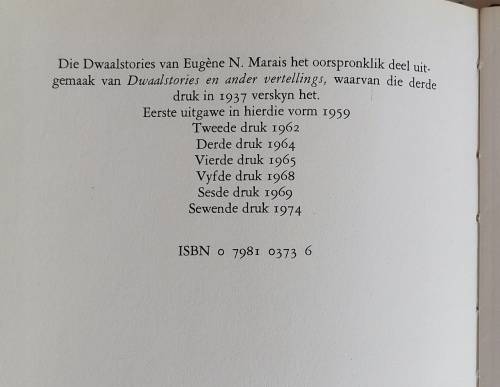 Die Dwaalstories van Eugène N. Marais het oorspronklik deel uit-
gemaak van Dwaalstories en ander vertellings, waarvan die derde
druk in 1937 verskyn het.
Eerste uitgawe in hierdie vorm 1959
Tweede druk 1962
Derde druk 1964
Vierde druk 1965
Vyfde druk 1968
Sesde druk 1969
Sewende druk 1974
ISBN 0 7981 0373 6